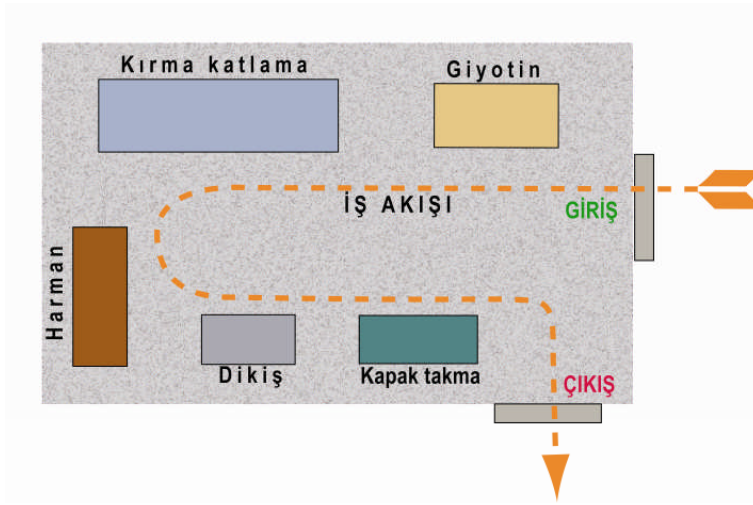 Kırma katlama
Giyotin
İŞ AKIŞI
GİRİŞ
Harman
Dikiş
Kapak takma
ÇIKIŞ